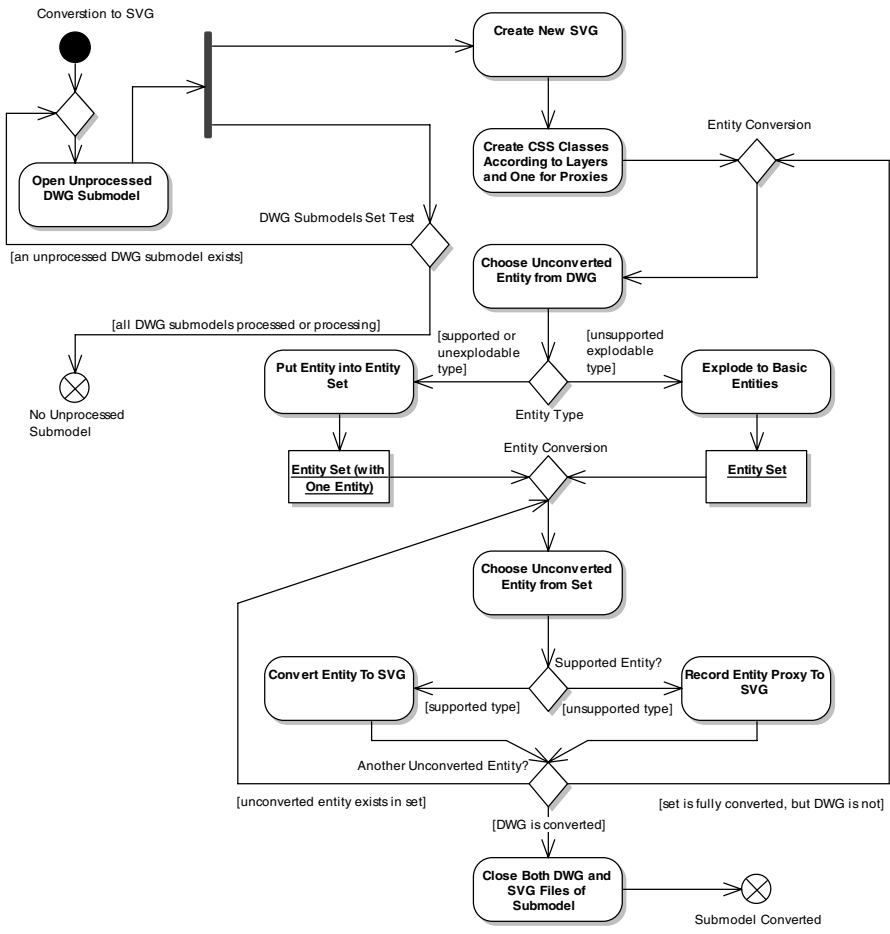 Converstion to SVG
Create New SVG
Create CSS Classes
According to Layers
and One for Proxies
Entity Conversion
Open Unprocessed
DWG Submodel
DWG Submodels Set Test
[an unprocessed DWG submodel exists]
Choose Unconverted
Entity from DWG
[all DWG submodels processed or processing]
[supported or
unexplodable
type]
[unsupported
explodable
type]
Put Entity into Entity
Set
Explode to Basic
Entities
No Unprocessed
Submodel
Entity Type
Entity Conversion
Entity Set (with
One Entity)
Entity Set
Choose Unconverted
Entity from Set
Supported Entity?
Convert Entity To SVG
Record Entity Proxy To
SVG
[supported type]
[unsupported type]
Another Unconverted Entity?
[unconverted entity exists in set]
[set is fully converted, but DWG is not]
[DWG is converted]
Close Both DWG and
SVG Files of
Submodel
Submodel Converted